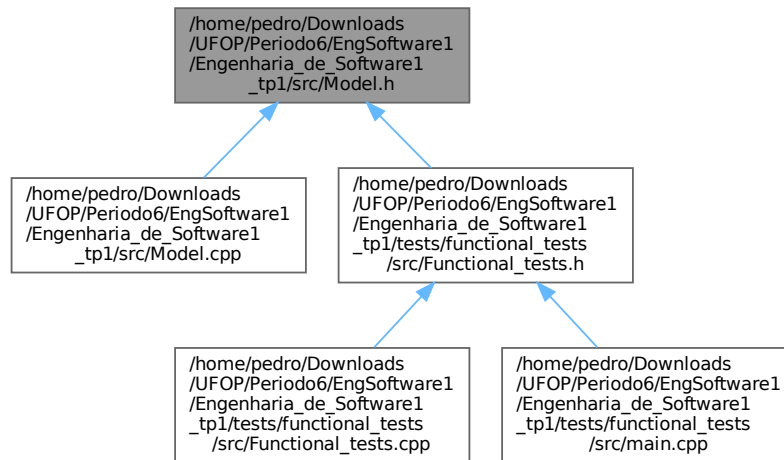 /home/pedro/Downloads
/UFOP/Periodo6/EngSoftware1
/Engenharia_de_Software1
_tp1/src/Model.h
/home/pedro/Downloads
/UFOP/Periodo6/EngSoftware1
/Engenharia_de_Software1
_tp1/src/Model.cpp
/home/pedro/Downloads
/UFOP/Periodo6/EngSoftware1
/Engenharia_de_Software1
_tp1/tests/functional_tests
/src/Functional_tests.h
/home/pedro/Downloads
/UFOP/Periodo6/EngSoftware1
/Engenharia_de_Software1
_tp1/tests/functional_tests
/src/Functional_tests.cpp
/home/pedro/Downloads
/UFOP/Periodo6/EngSoftware1
/Engenharia_de_Software1
_tp1/tests/functional_tests
/src/main.cpp